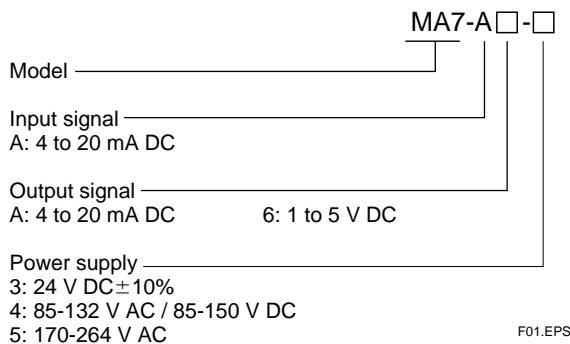 MA7-A□-□
Model
Input signal
A: 4 to 20 mA DC
Output signal
A: 4 to 20 mA DC 6: 1 to 5 V DC
Power supply
3: 24 V DC±10%
4: 85-132 V AC / 85-150 V DC
5: 170-264 V AC
F01.EPS